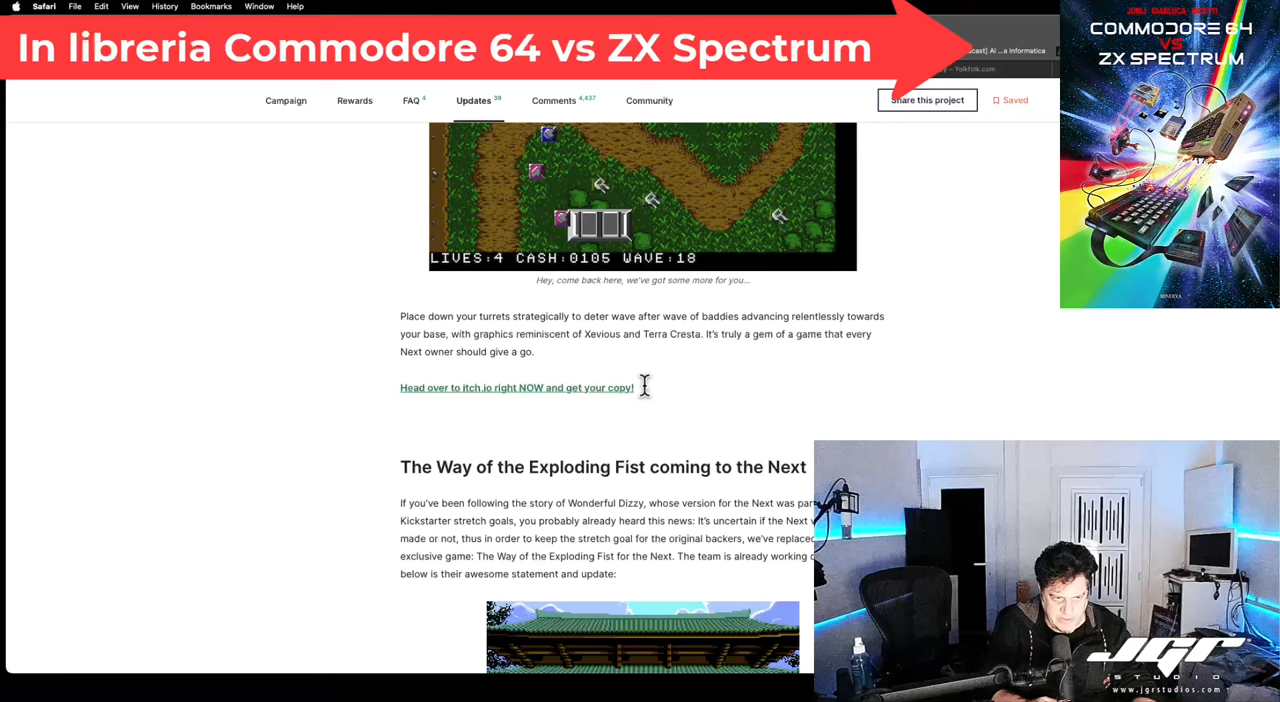 Safari File Edit View History Bookmarks Window Help
In libreria Commodore 64 vs ZX Spectrum
cast] AI ...a Informatica
– Yolkfolk.com
COMMODORE 64
VS
ZX SPECTRUM
MINERVA
Campaign Rewards FAQ 4 Updates 39 Comments 4,437 Community
Share this project Saved
LIVES:4 CASH:0105 WAVE:18
Hey, come back here, we've got some more for you...
Place down your turrets strategically to deter wave after wave of baddies advancing relentlessly towards
your base, with graphics reminiscent of Xevious and Terra Cresta. It's truly a gem of a game that every
Next owner should give a go.
Head over to itch.io right NOW and get your copy!
The Way of the Exploding Fist coming to the Next
If you've been following the story of Wonderful Dizzy, whose version for the Next was par
Kickstarter stretch goals, you probably already heard this news: It's uncertain if the Next
made or not, thus in order to keep the stretch goal for the original backers, we've replaced
exclusive game: The Way of the Exploding Fist for the Next. The team is already working
below is their awesome statement and update:
JGR
STUDIO
www.jgrstudios.com